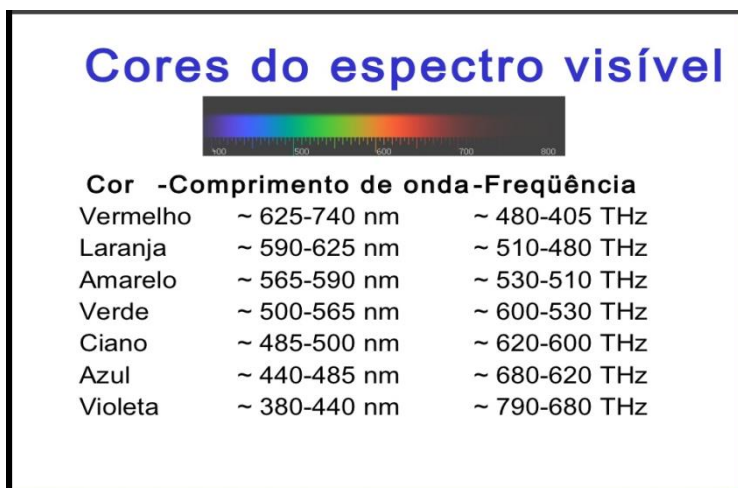 Cores do espectro visível
400 500 600 700 800
Cor -Comprimento de onda-Freqüência
Vermelho ~ 625-740 nm ~ 480-405 THz
Laranja ~ 590-625 nm ~ 510-480 THz
Amarelo ~ 565-590 nm ~ 530-510 THz
Verde ~ 500-565 nm ~ 600-530 THz
Ciano ~ 485-500 nm ~ 620-600 THz
Azul ~ 440-485 nm ~ 680-620 THz
Violeta ~ 380-440 nm ~ 790-680 THz